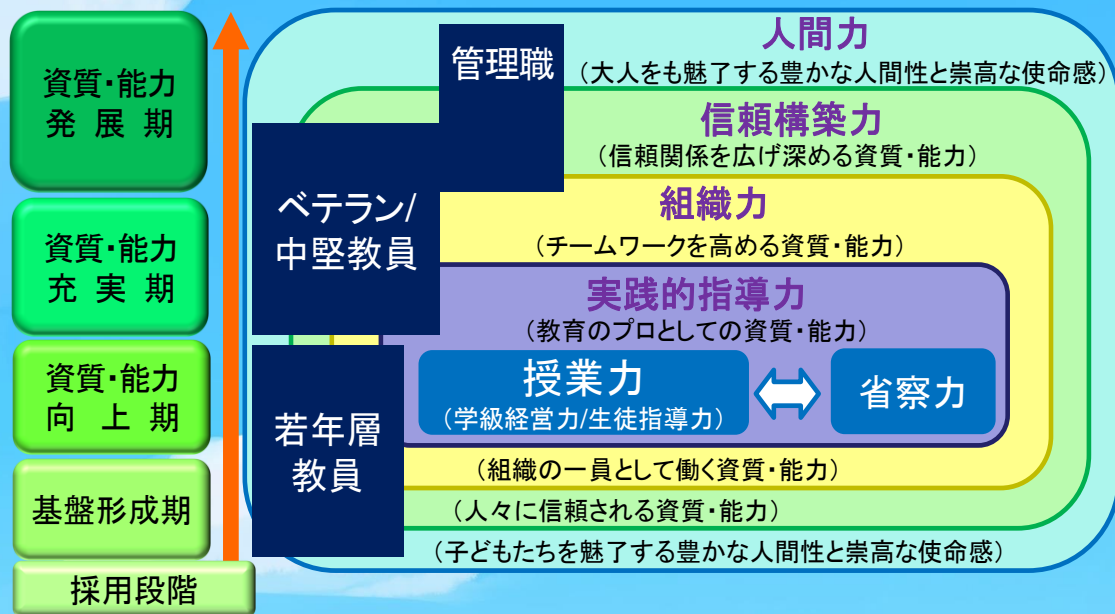 資質・能力
発 展 期
資質・能力
充 実 期
資質・能力
向 上 期
基盤形成期
採用段階
管理職
ベテラン/
中堅教員
若年層
教員
人間力
（大人をも魅了する豊かな人間性と崇高な使命感）
信頼構築力
（信頼関係を広げ深める資質・能力）
組織力
（チームワークを高める資質・能力）
実践的指導力
（教育のプロとしての資質・能力）
授業力
（学級経営力/生徒指導力）
省察力
（組織の一員として働く資質・能力）
（人々に信頼される資質・能力）
（子どもたちを魅了する豊かな人間性と崇高な使命感）